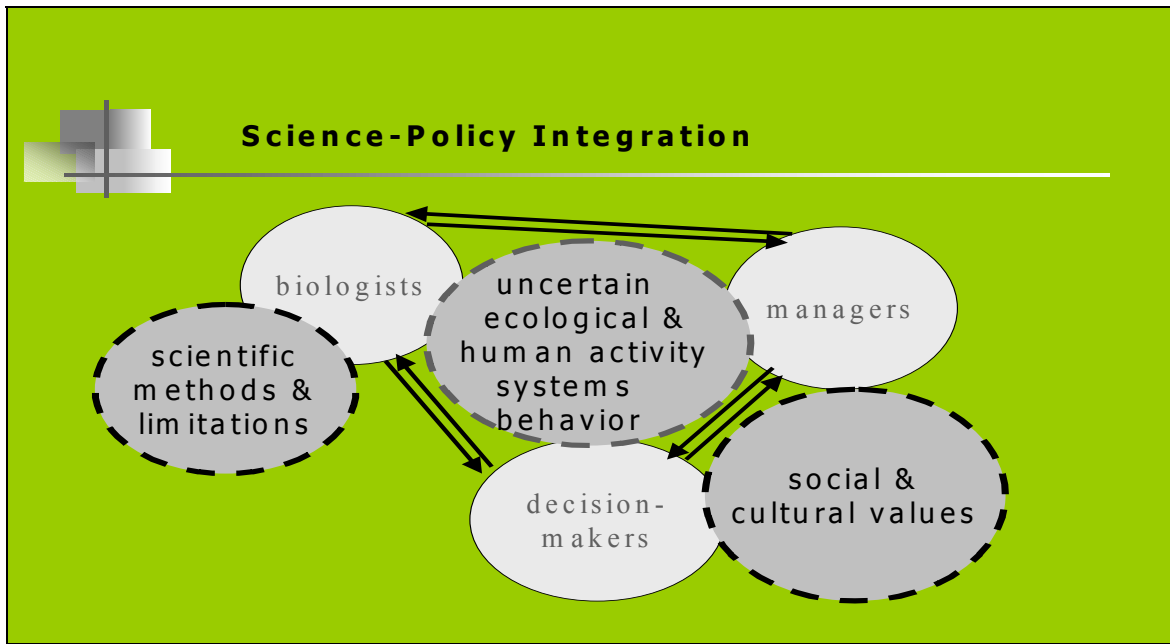 Science-Policy Integration
biologists
uncertain
ecological &
human activity
systems
behavior
managers
scientific
methods &
limitations
decision-
makers
social &
cultural values